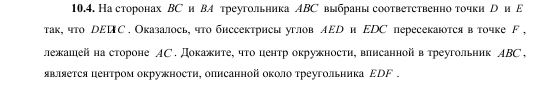 10.4. На сторонах BC и BA треугольника ABC выбраны соответственно точки D и E
так, что DE || AC. Оказалось, что биссектрисы углов AED и EDC пересекаются в точке F,
лежащей на стороне AC. Докажите, что центр окружности, вписанной в треугольник ABC,
является центром окружности, описанной около треугольника EDF.